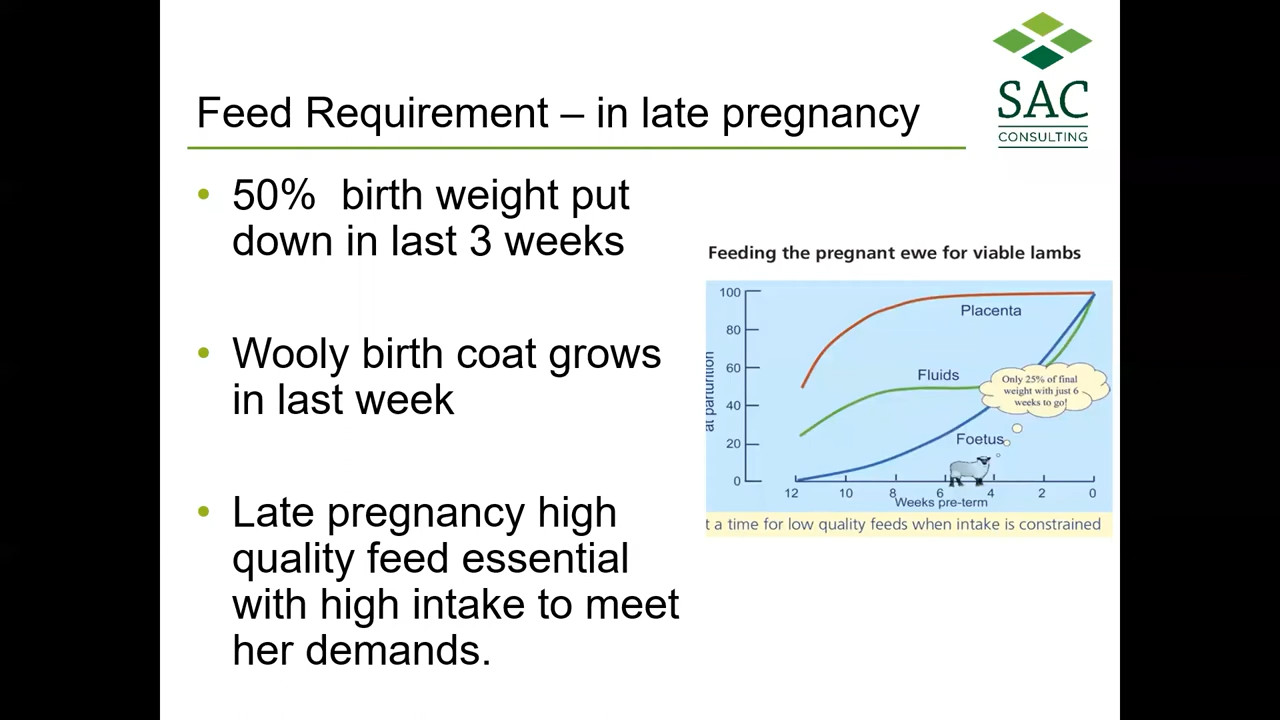 SAC
CONSULTING
Feed Requirement – in late pregnancy
• 50%  birth weight put
down in last 3 weeks
• Wooly birth coat grows
in last week
• Late pregnancy high
quality feed essential
with high intake to meet
her demands.
Feeding the pregnant ewe for viable lambs
at parturition
100
80
60
40
20
0
Placenta
Fluids
Foetus
Only 25% of final
weight with just 6
weeks to go!
12 10 8 6 4 2 0
Weeks pre-term
t a time for low quality feeds when intake is constrained